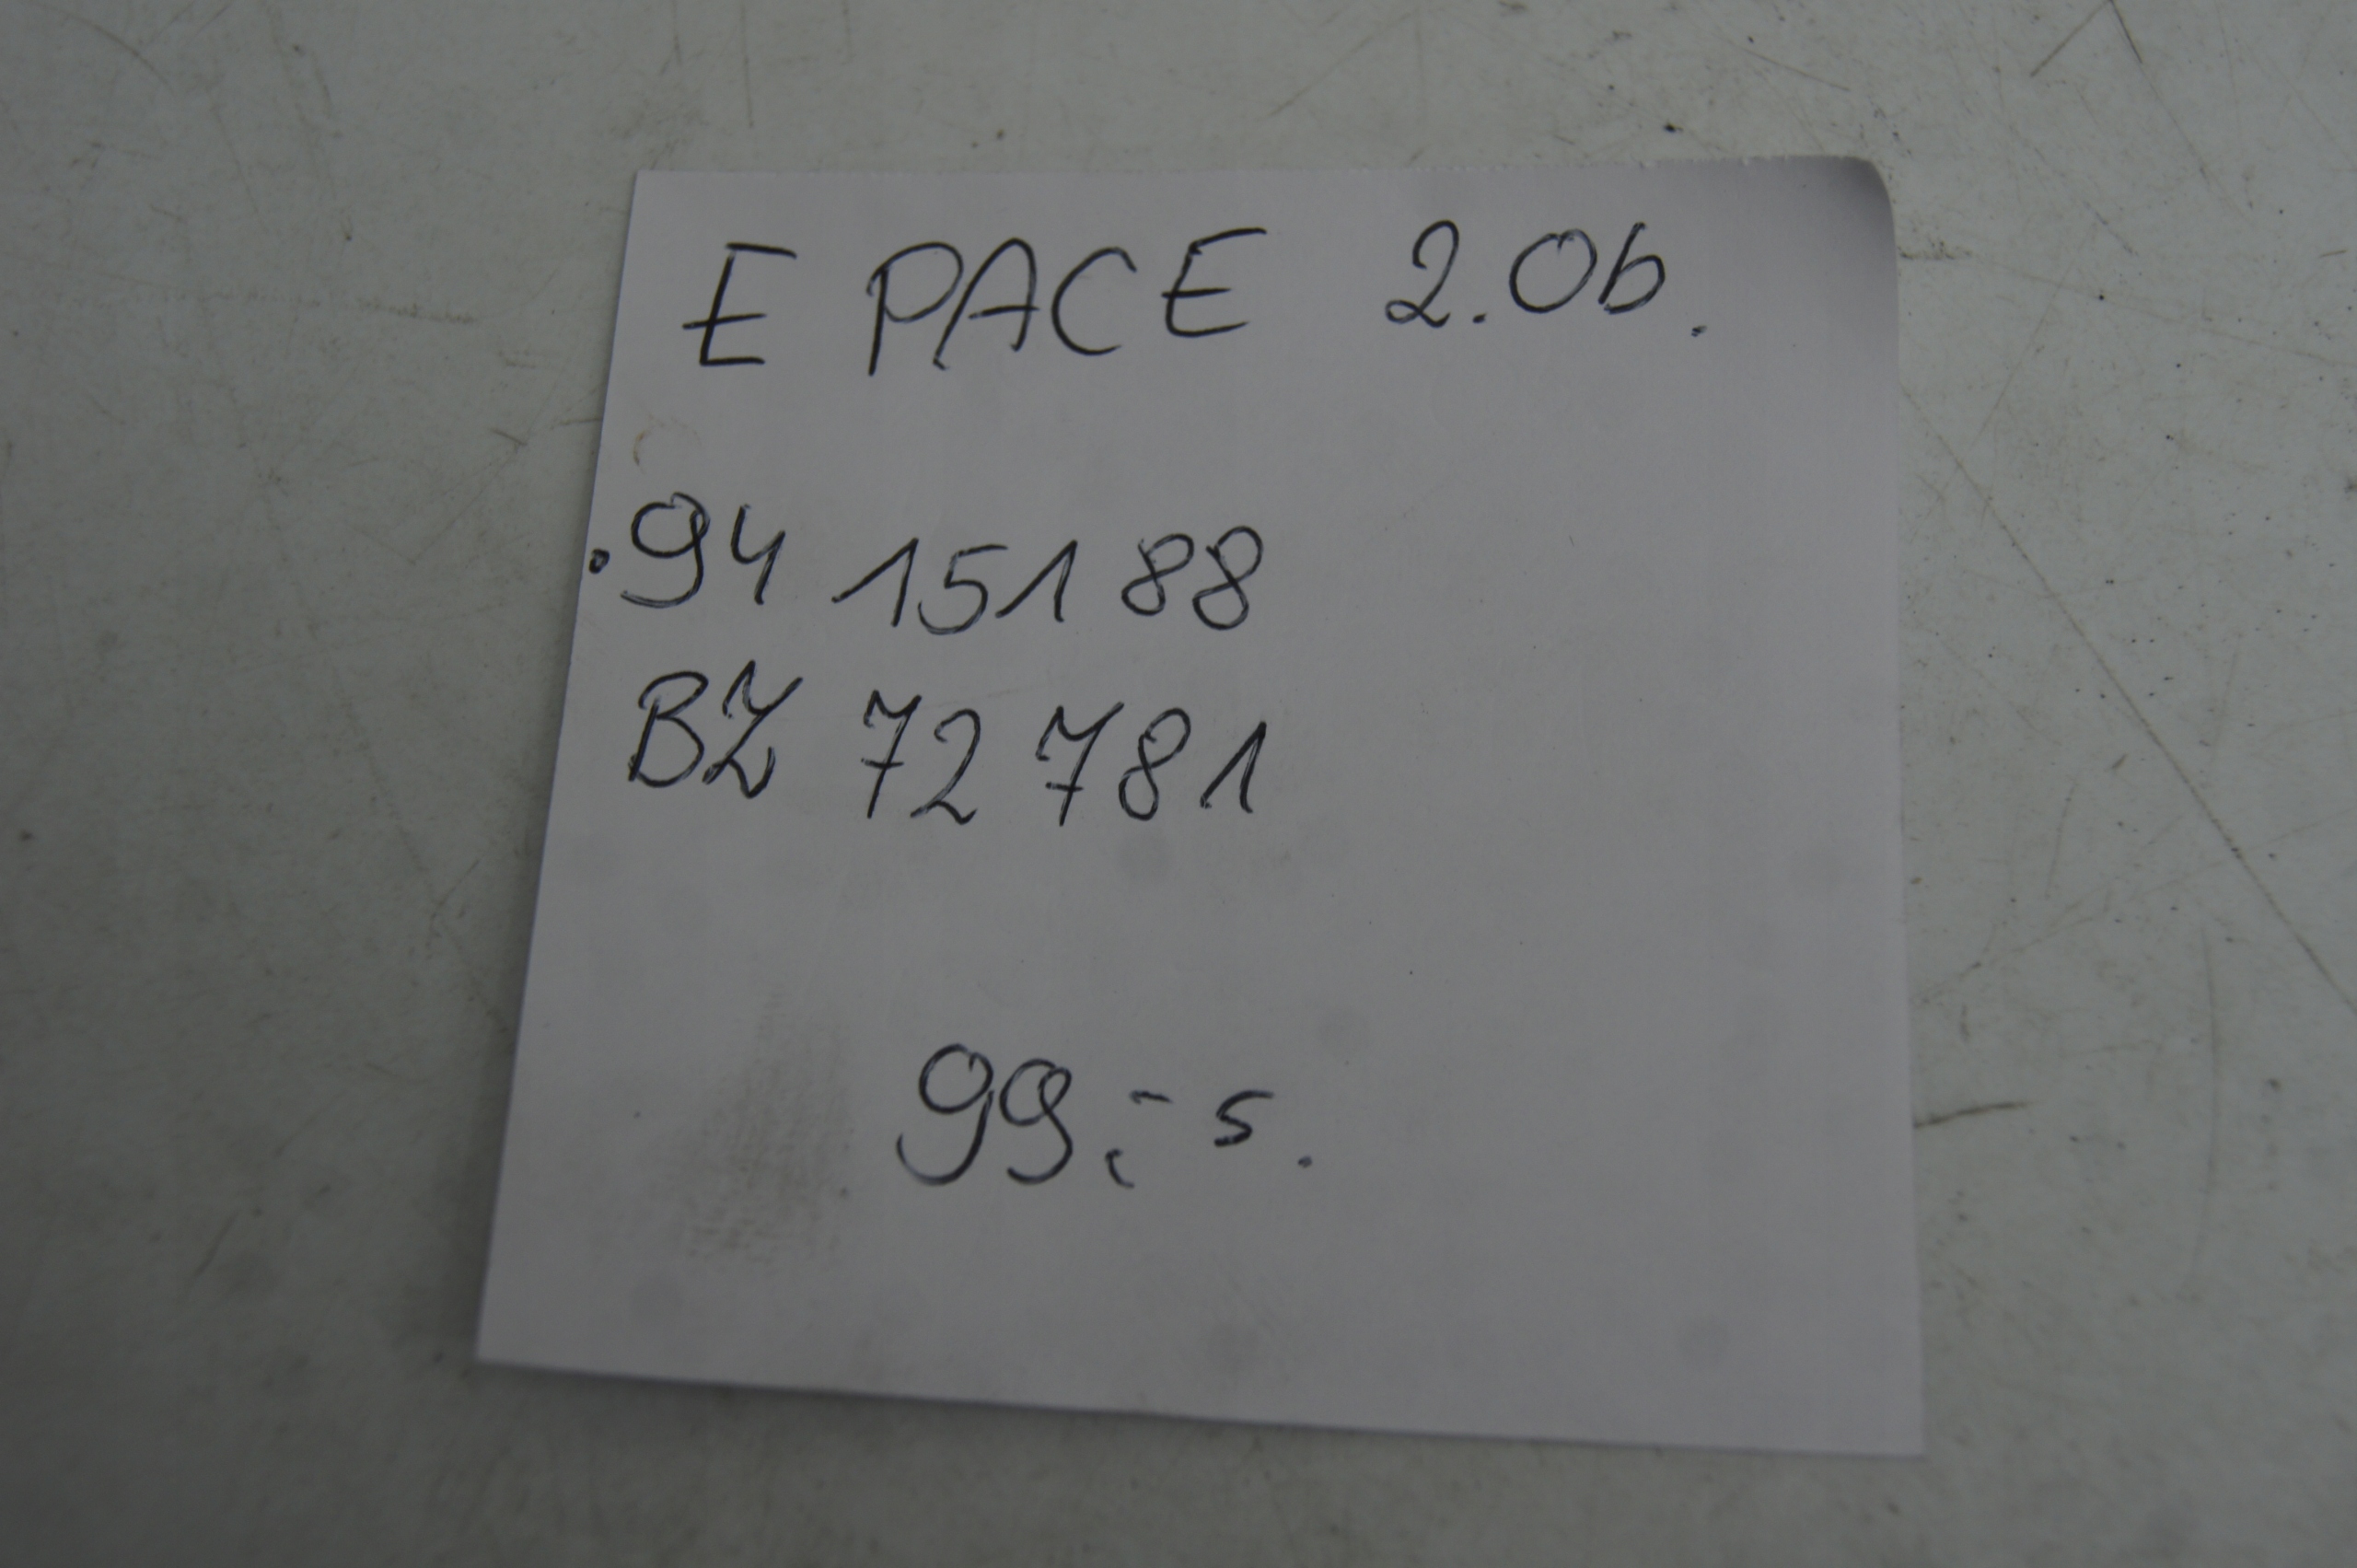 E PACE 2.0b.
.94 151 88
BZ 72 781
99,- s.